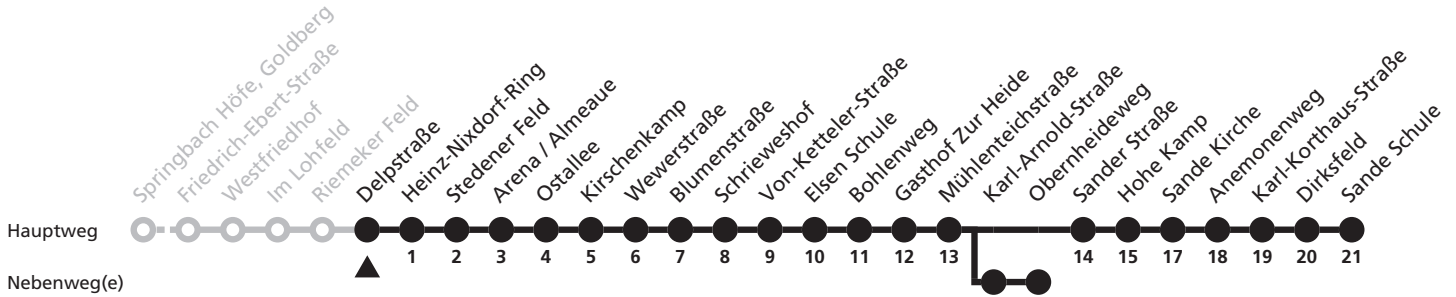 Springbach Höfe, Goldberg
Friedrich-Ebert-Straße
Westfriedhof
Im Lohfeld
Riemeker Feld
Delpstraße
Heinz-Nixdorf-Ring
Stedener Feld
Arena / Almeaue
Ostallee
Kirschenkamp
Wewerstraße
Blumenstraße
Schrieweshof
Von-Ketteler-Straße
Elsen Schule
Bohlenweg
Gasthof Zur Heide
Mühlenteichstraße
Karl-Arnold-Straße
Obernheideweg
Sander Straße
Hohe Kamp
Sande Kirche
Anemonenweg
Karl-Korthaus-Straße
Dirksfeld
Sande Schule
Hauptweg
1 2 3 4 5 6 7 8 9 10 11 12 13 14 15 17 18 19 20 21
Nebenweg(e)